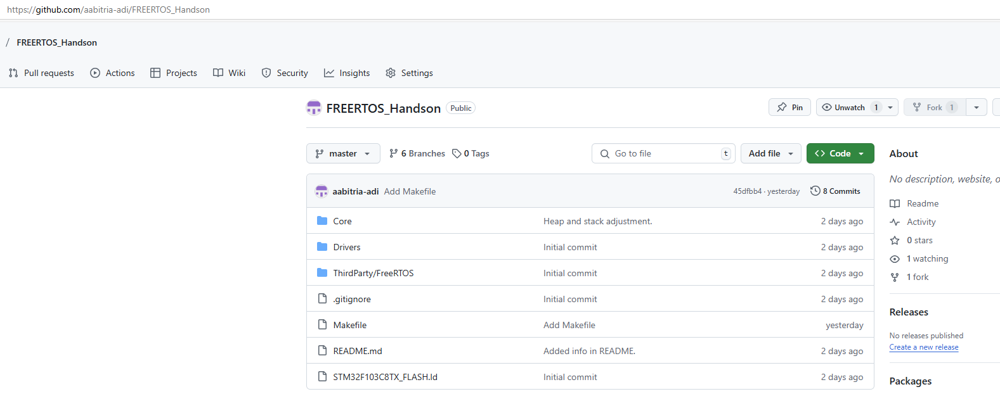 https://github.com/aabitria-adi/FREERTOS_Handson
/ FREERTOS_Handson
Pull requests Actions Projects Wiki Security Insights Settings
FREERTOS_Handson Public Pin Unwatch 1 Fork 1
master 6 Branches 0 Tags Go to file t Add file Code
aabitria-adi Add Makefile 45dfbb4 · yesterday 8 Commits
Core Heap and stack adjustment. 2 days ago
Drivers Initial commit 2 days ago
ThirdParty/FreeRTOS Initial commit 2 days ago
.gitignore Initial commit 2 days ago
Makefile Add Makefile yesterday
README.md Added info in README. 2 days ago
STM32F103C8TX_FLASH.ld Initial commit 2 days ago
About
No description, website, o
Readme
Activity
0 stars
1 watching
1 fork
Releases
No releases published
Create a new release
Packages